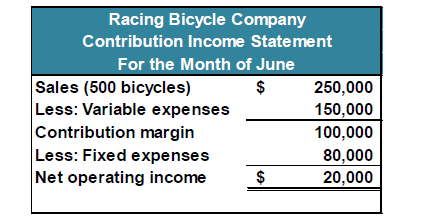 Racing Bicycle Company
Contribution Income Statement
For the Month of June
Sales (500 bicycles) $ 250,000
Less: Variable expenses 150,000
Contribution margin 100,000
Less: Fixed expenses 80,000
Net operating income $ 20,000